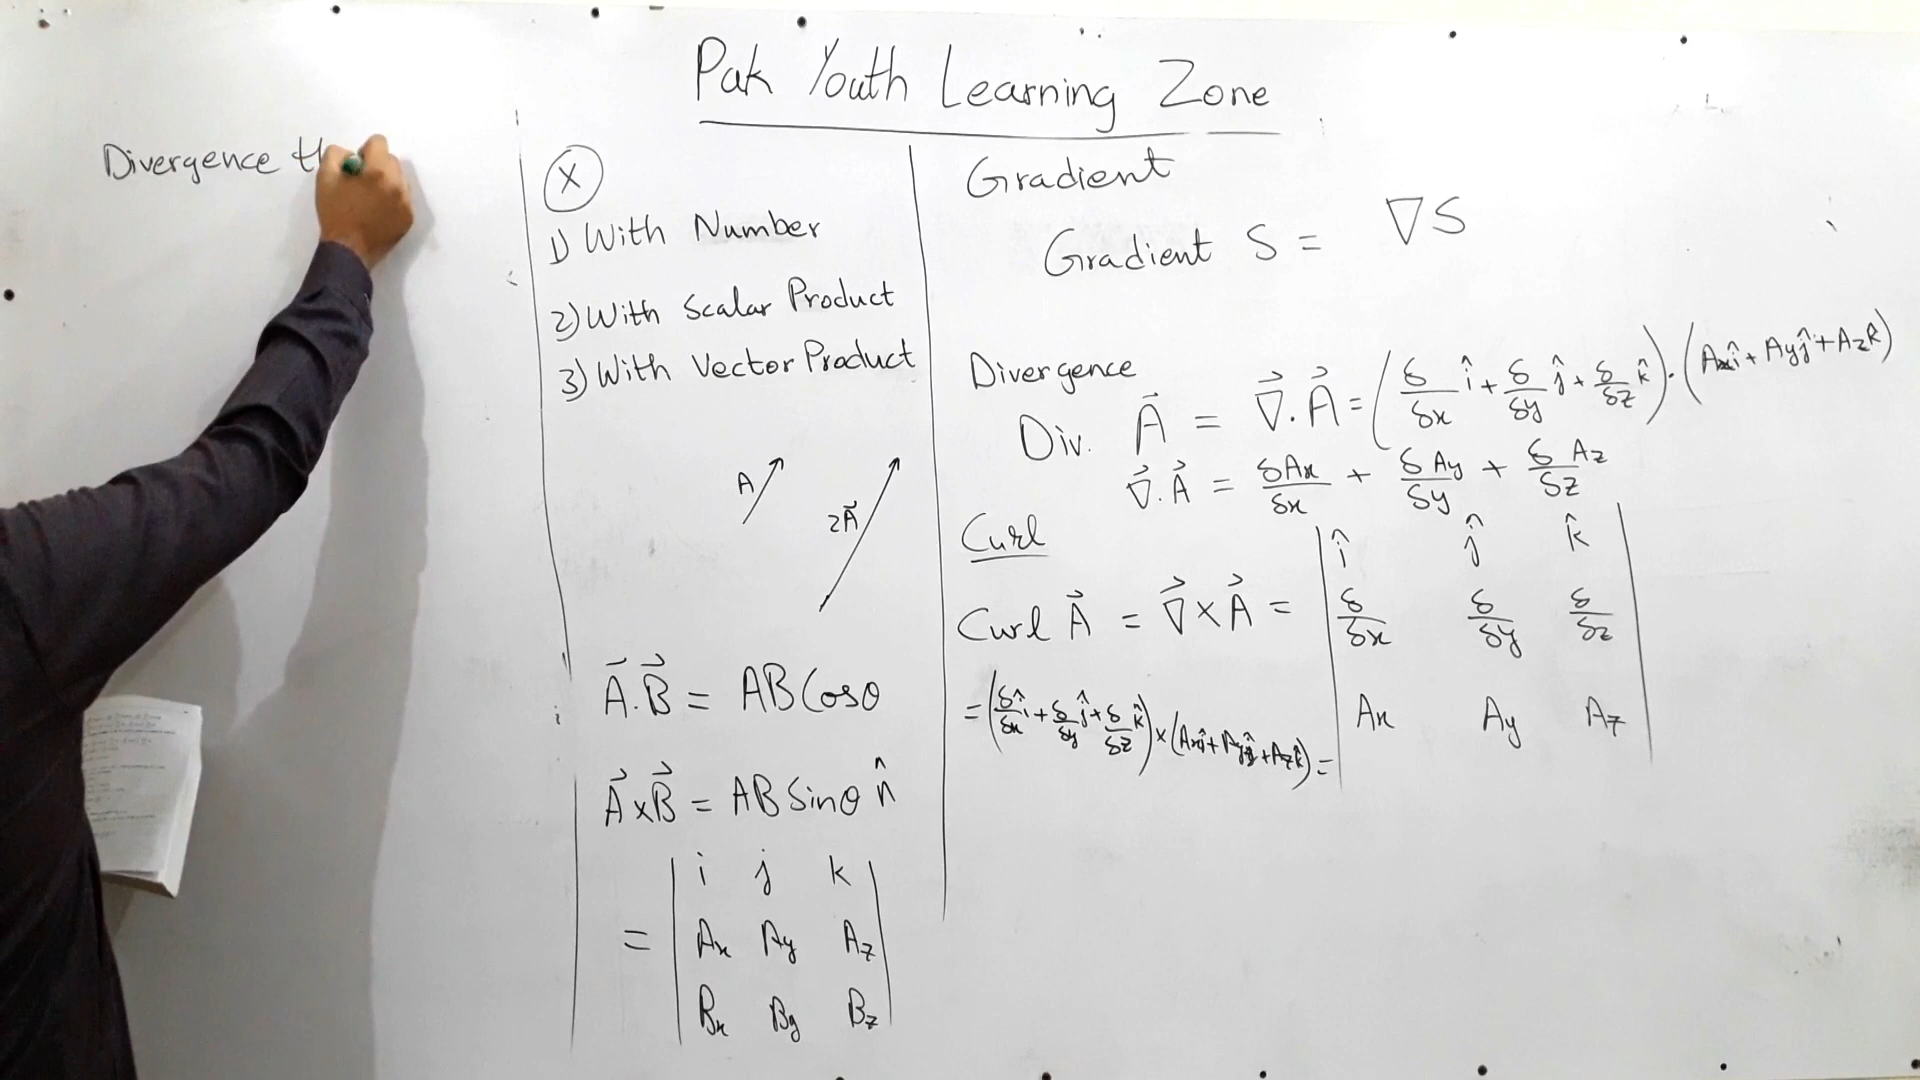 Pak Youth Learning Zone
Divergence th
X
1) With Number
2) With Scalar Product
3) With Vector Product
A
2A⃗
A⃗.B⃗ = AB Cosθ
A⃗xB⃗ = AB Sinθ n̂
= | i j k |
| Ax Ay Az |
| Bx By Bz |
Gradient
Gradient S = ∇S
Divergence
Div. A⃗ = ∇⃗.A⃗ = (δ/δx î + δ/δy ĵ + δ/δz k̂).(Axî + Ayĵ + Azk̂)
∇⃗.A⃗ = δAx/δx + δAy/δy + δAz/δz
Curl
Curl A⃗ = ∇⃗xA⃗ = | î ĵ k̂ |
| δ/δx δ/δy δ/δz |
| Ax Ay Az |
= (δ/δx î + δ/δy ĵ + δ/δz k̂) x (Axî + Ayĵ + Azk̂) =